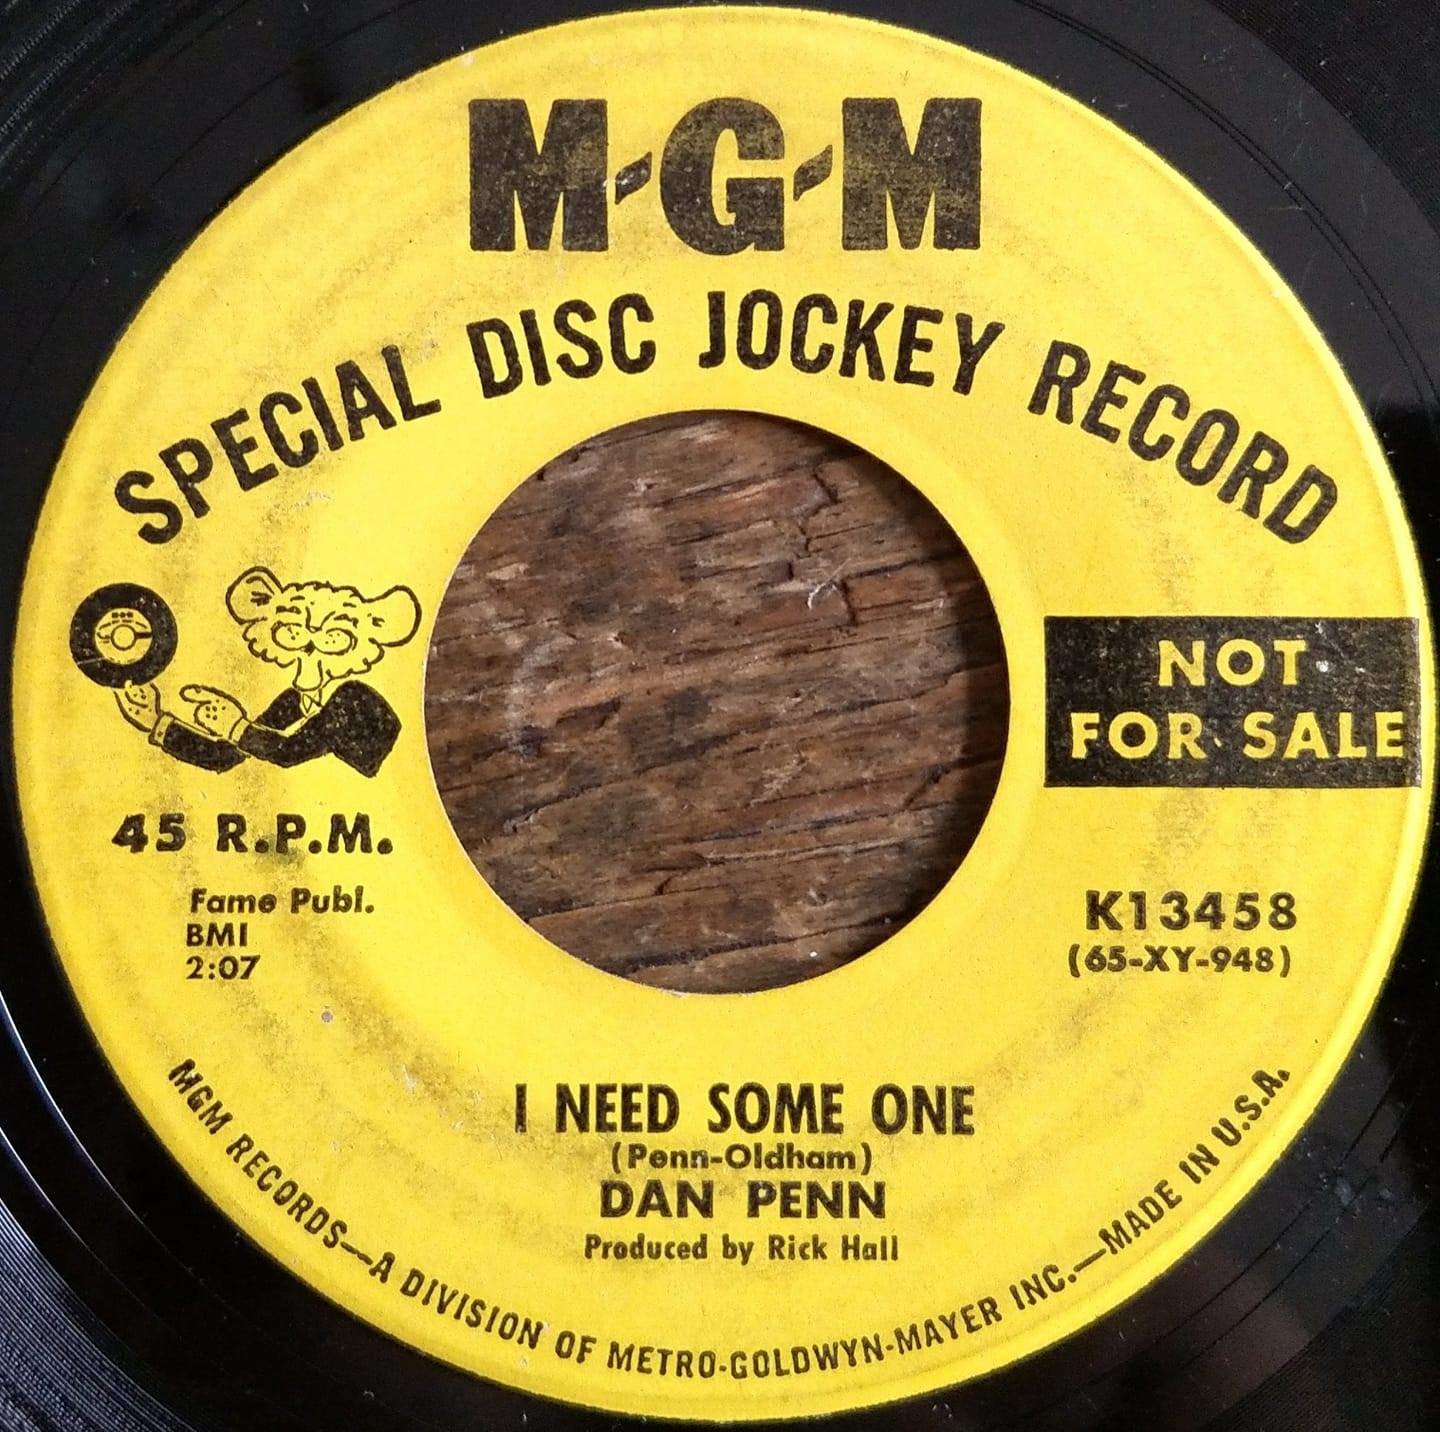 M-G-M
SPECIAL DISC JOCKEY RECORD
NOT
FOR SALE
45 R.P.M.
Fame Publ.
BMI
2:07
K13458
(65-XY-948)
I NEED SOME ONE
(Penn-Oldham)
DAN PENN
Produced by Rick Hall
MGM RECORDS—A DIVISION OF METRO-GOLDWYN-MAYER INC.—MADE IN U.S.A.